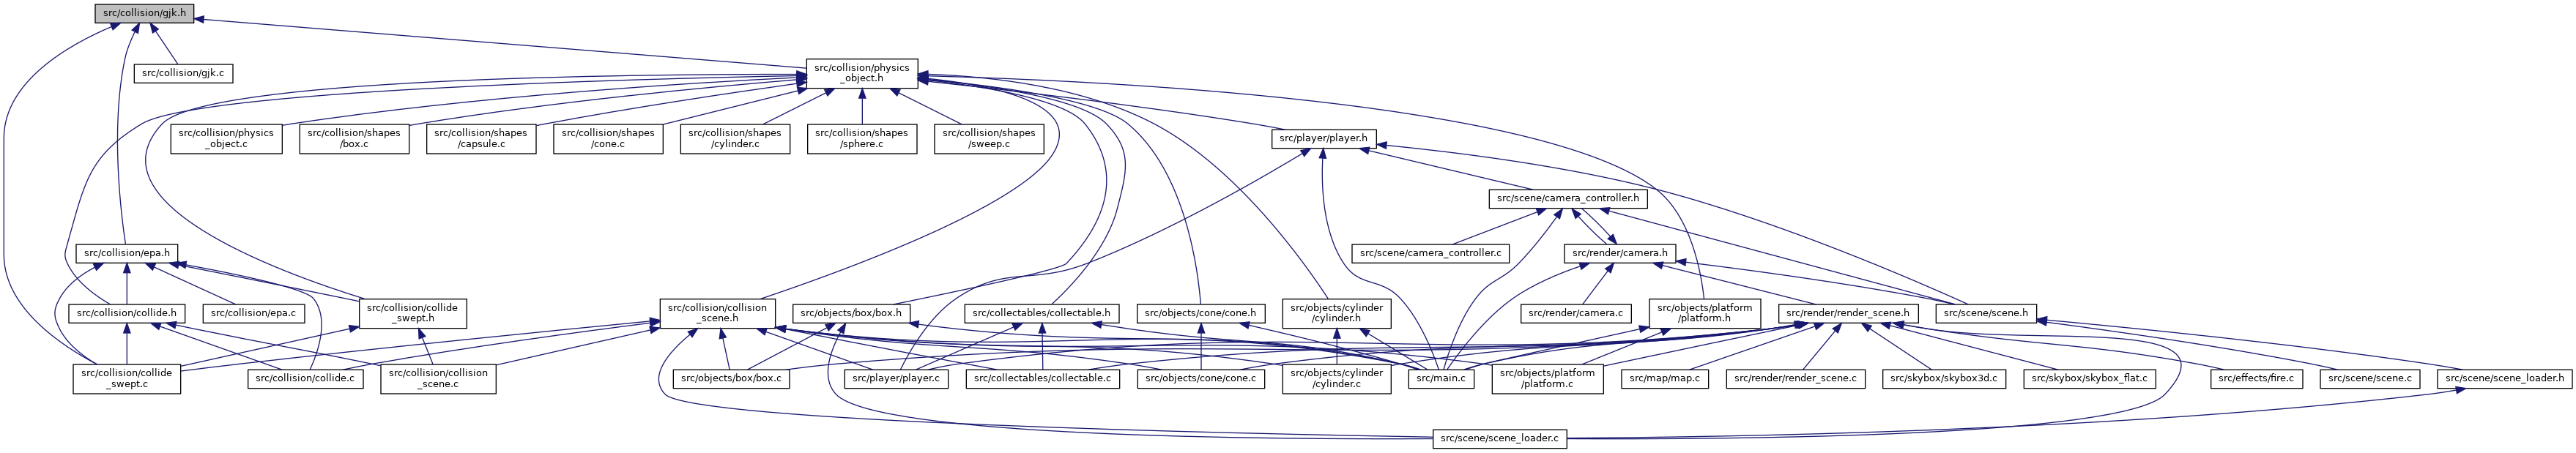 src/collision/gjk.h
src/collision/gjk.c
src/collision/physics
_object.h
src/collision/physics
_object.c
src/collision/shapes
/box.c
src/collision/shapes
/capsule.c
src/collision/shapes
/cone.c
src/collision/shapes
/cylinder.c
src/collision/shapes
/sphere.c
src/collision/shapes
/sweep.c
src/player/player.h
src/scene/camera_controller.h
src/collision/epa.h
src/scene/camera_controller.c
src/render/camera.h
src/collision/collide.h
src/collision/epa.c
src/collision/collide
_swept.h
src/collision/collision
_scene.h
src/objects/box/box.h
src/collectables/collectable.h
src/objects/cone/cone.h
src/objects/cylinder
/cylinder.h
src/render/camera.c
src/objects/platform
/platform.h
src/render/render_scene.h
src/scene/scene.h
src/collision/collide
_swept.c
src/collision/collide.c
src/collision/collision
_scene.c
src/objects/box/box.c
src/player/player.c
src/collectables/collectable.c
src/objects/cone/cone.c
src/objects/cylinder
/cylinder.c
src/main.c
src/objects/platform
/platform.c
src/map/map.c
src/render/render_scene.c
src/skybox/skybox3d.c
src/skybox/skybox_flat.c
src/effects/fire.c
src/scene/scene.c
src/scene/scene_loader.h
src/scene/scene_loader.c